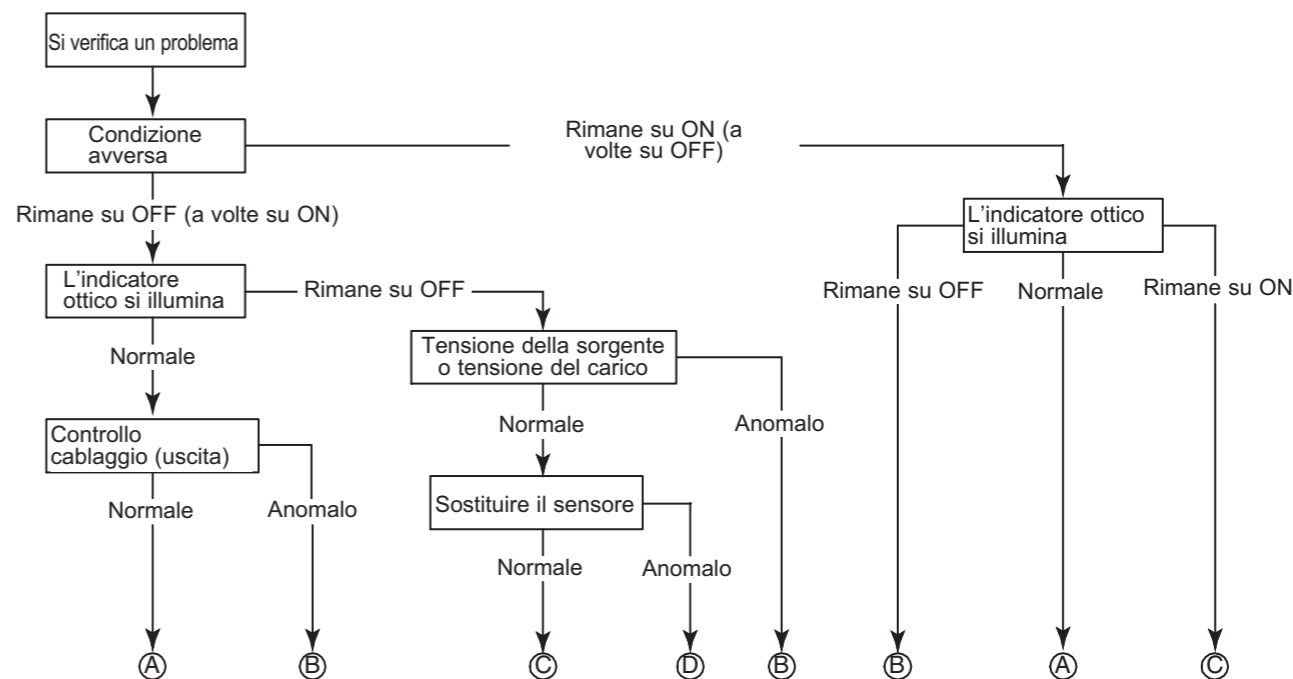 Si verifica un problema
Condizione
avversa
Rimane su ON (a
volte su OFF)
Rimane su OFF (a volte su ON)
L'indicatore ottico
si illumina
L'indicatore
ottico si illumina
Rimane su OFF
Rimane su OFF
Normale
Rimane su ON
Tensione della sorgente
o tensione del carico
Normale
Normale
Anomalo
Controllo
cablaggio (uscita)
Sostituire il sensore
Normale
Anomalo
Normale
Anomalo
A
B
C
D
B
B
A
C